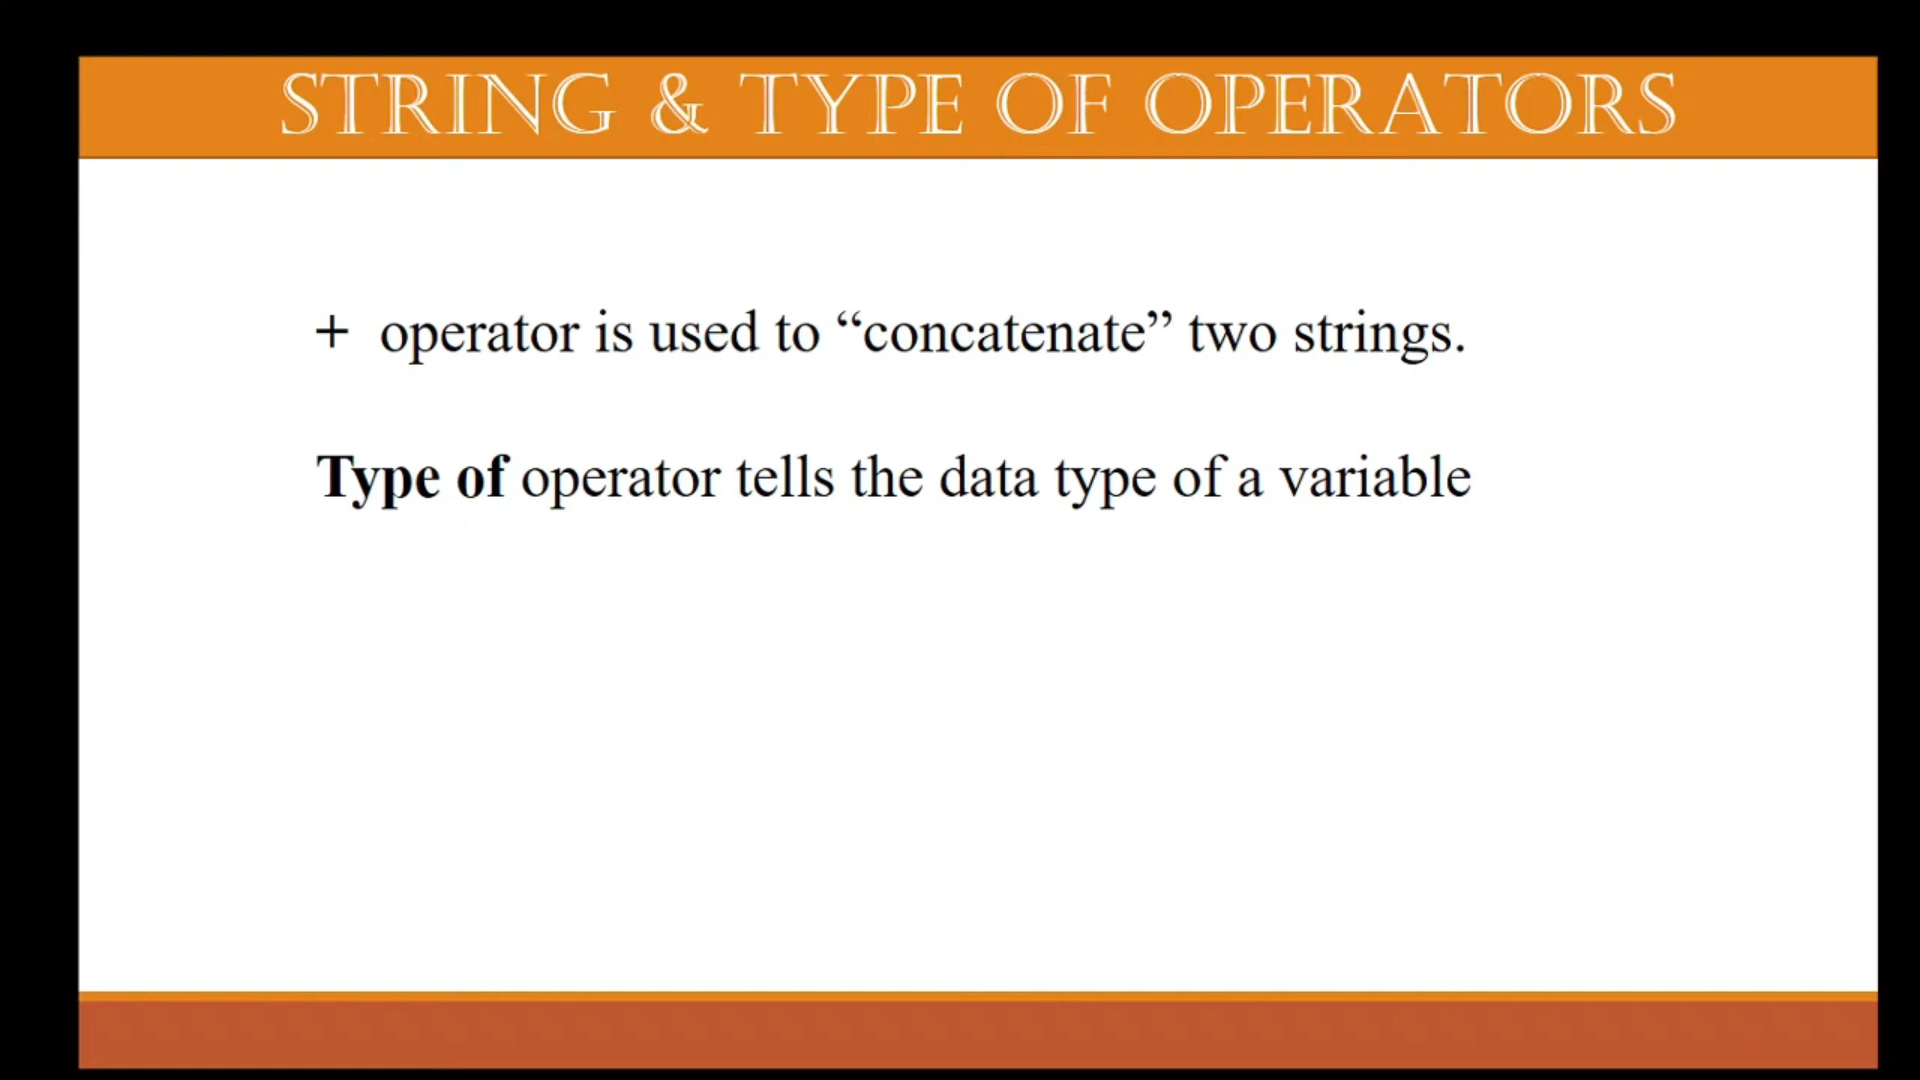 STRING & TYPE OF OPERATORS
+ operator is used to “concatenate” two strings.
Type of operator tells the data type of a variable